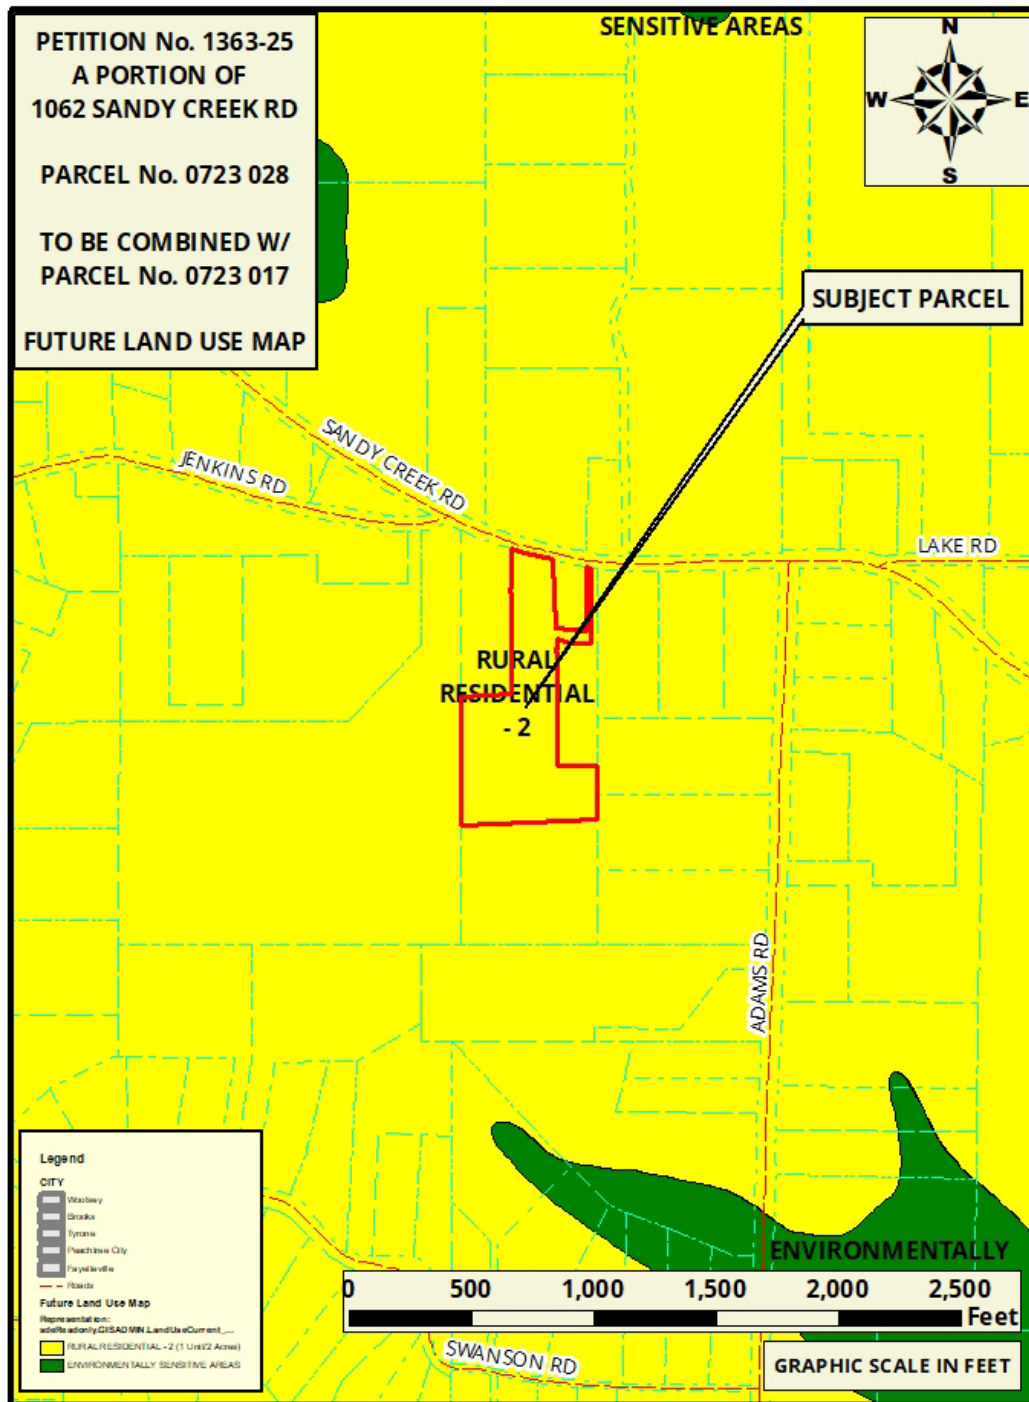 PETITION No. 1363-25
A PORTION OF
1062 SANDY CREEK RD
PARCEL No. 0723 028
TO BE COMBINED W/
PARCEL No. 0723 017
FUTURE LAND USE MAP
SENSITIVE AREAS
N
W
E
S
SUBJECT PARCEL
SANDY CREEK RD
JENKINS RD
LAKE RD
RURAL
RESIDENTIAL
- 2
ADAMS RD
ENVIRONMENTALLY
Legend
CITY
Woolsey
Brooks
Tyrone
Peachtree City
Fayetteville
Roads
Future Land Use Map
Representation:
sdeReadonly.GISADMIN.LandUseCurrent_...
RURAL RESIDENTIAL - 2 (1 Unit/2 Acres)
ENVIRONMENTALLY SENSITIVE AREAS
0 500 1,000 1,500 2,000 2,500
Feet
GRAPHIC SCALE IN FEET
SWANSON RD